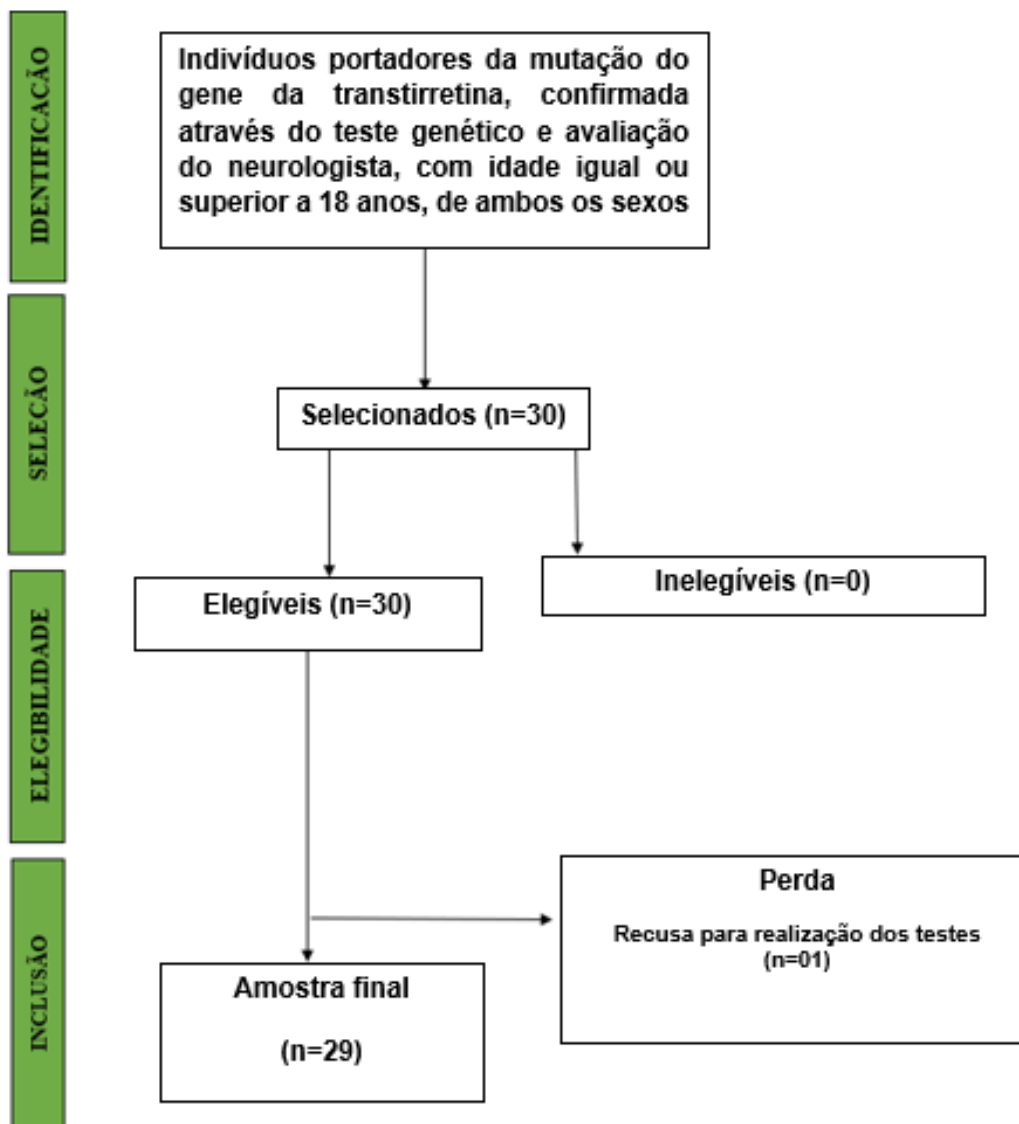 IDENTIFICACÃO
Indivíduos portadores da mutação do
gene da transtirretina, confirmada
através do teste genético e avaliação
do neurologista, com idade igual ou
superior a 18 anos, de ambos os sexos
SELECÃO
Selecionados (n=30)
ELEGIBILIDADE
Elegíveis (n=30)
Inelegíveis (n=0)
INCLUSÃO
Perda
Recusa para realização dos testes
(n=01)
Amostra final
(n=29)